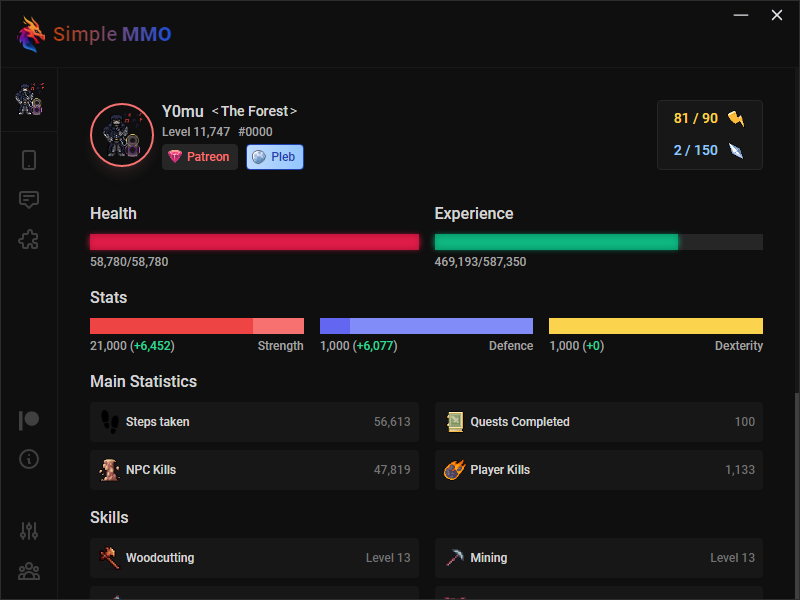 Simple MMO
Y0mu <The Forest>
Level 11,747 #0000
Patreon Pleb
81 / 90
2 / 150
Health Experience
58,780/58,780 469,193/587,350
Stats
21,000 (+6,452) Strength 1,000 (+6,077) Defence 1,000 (+0) Dexterity
Main Statistics
Steps taken 56,613 Quests Completed 100
NPC Kills 47,819 Player Kills 1,133
Skills
Woodcutting Level 13 Mining Level 13